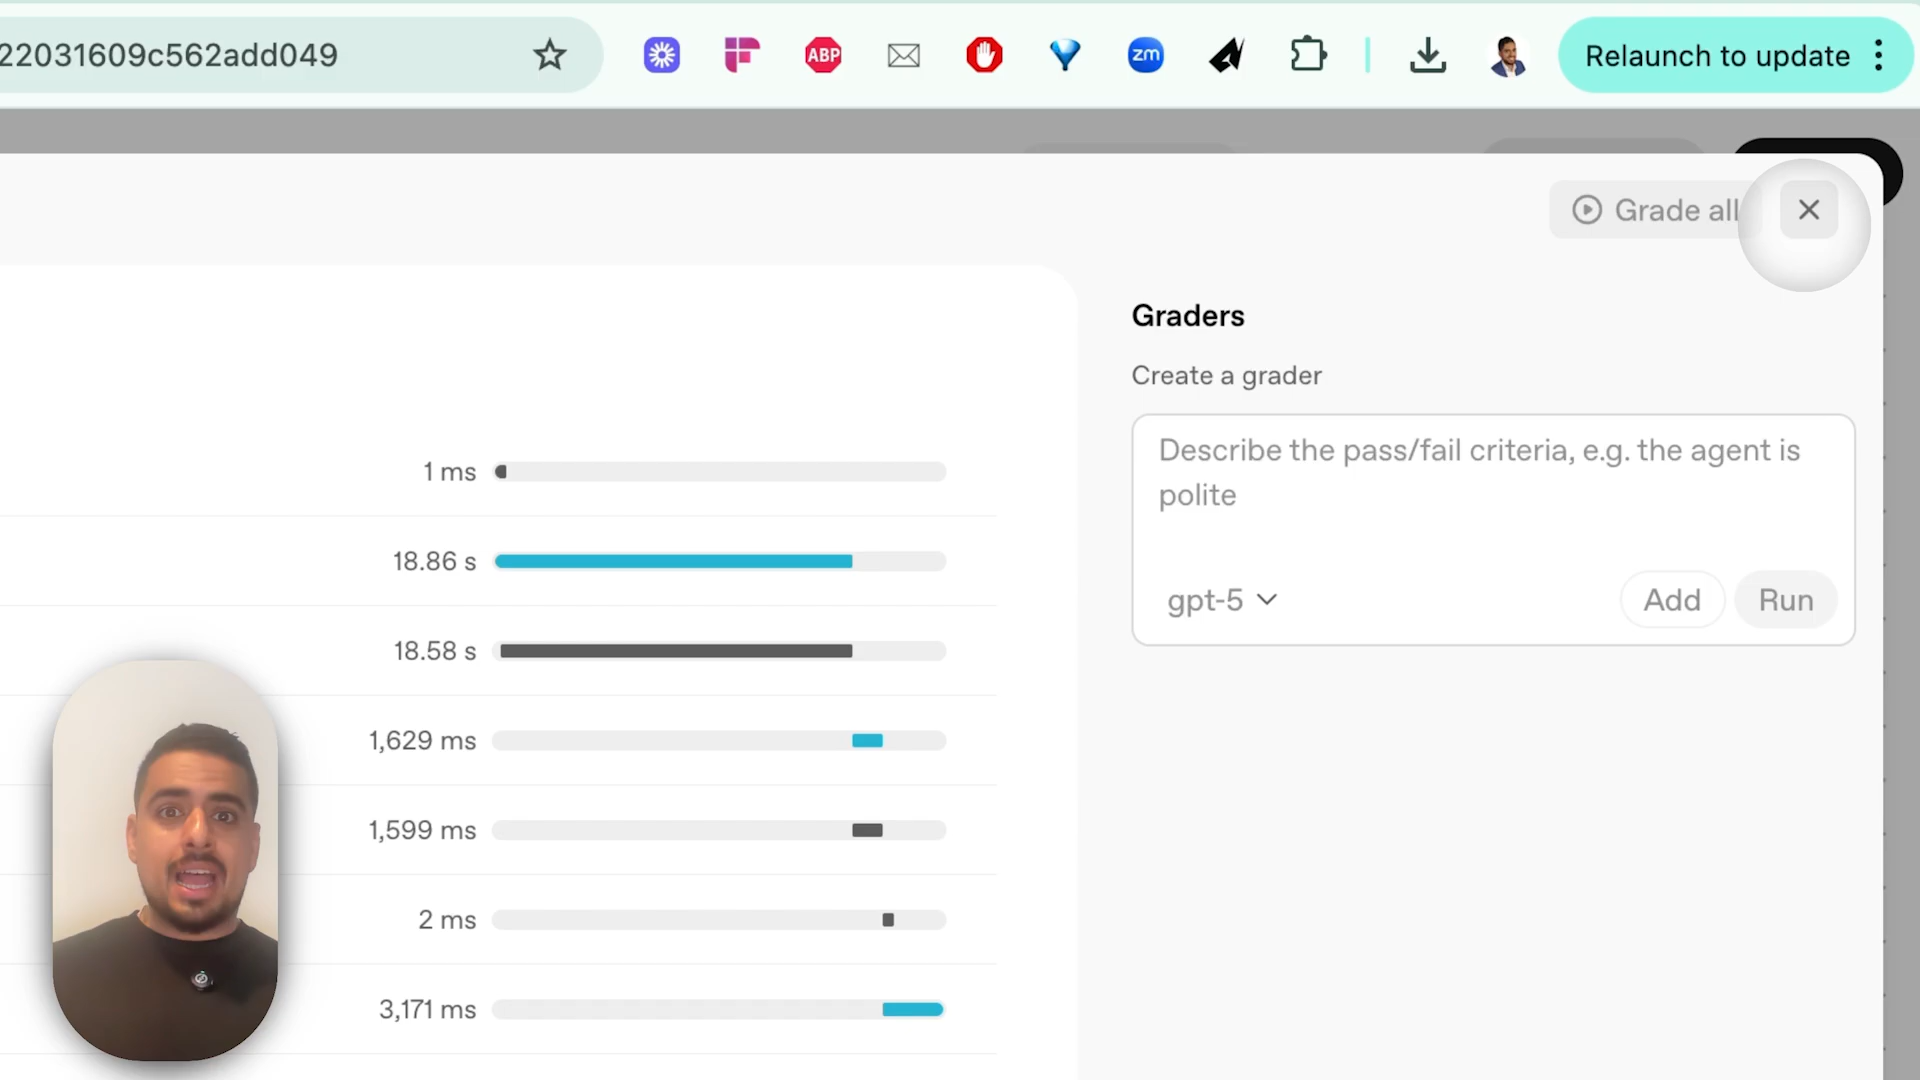 22031609c562add049
ABP
zm
Relaunch to update
Grade all
Graders
Create a grader
Describe the pass/fail criteria, e.g. the agent is
polite
gpt-5
Add
Run
1 ms
18.86 s
18.58 s
1,629 ms
1,599 ms
2 ms
3,171 ms